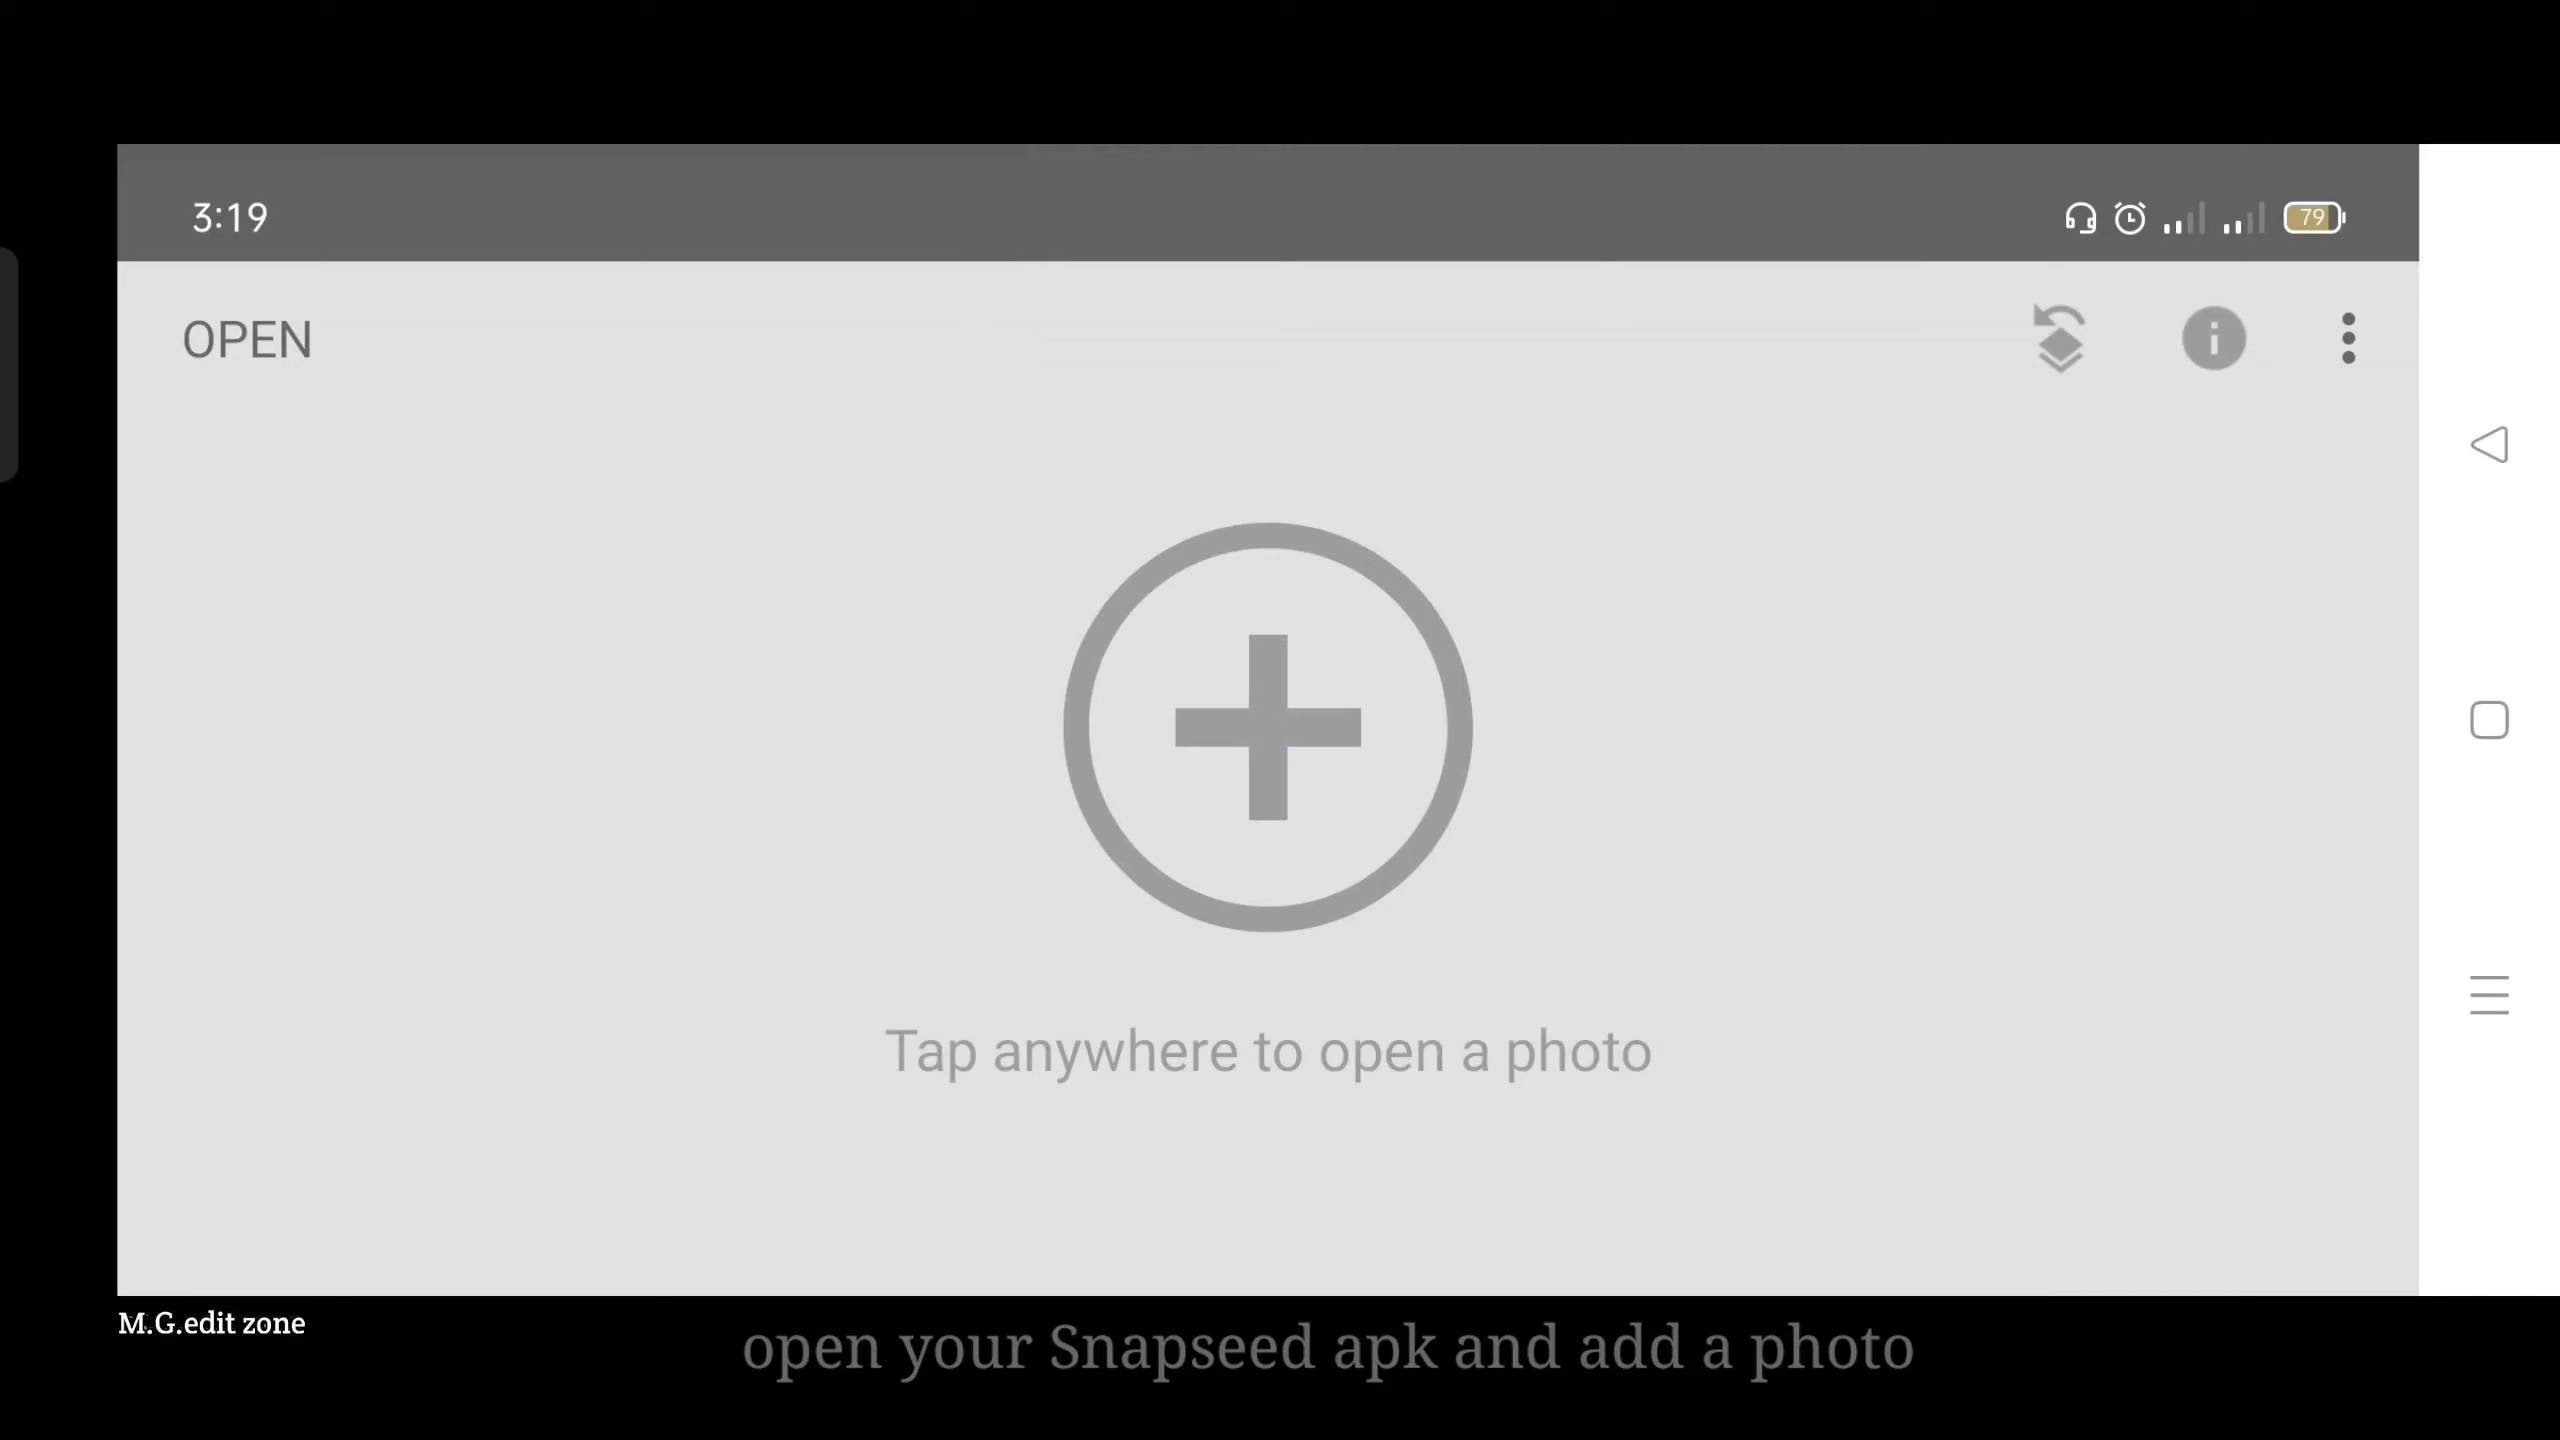 3:19
79
OPEN
Tap anywhere to open a photo
M.G.edit zone
open your Snapseed apk and add a photo